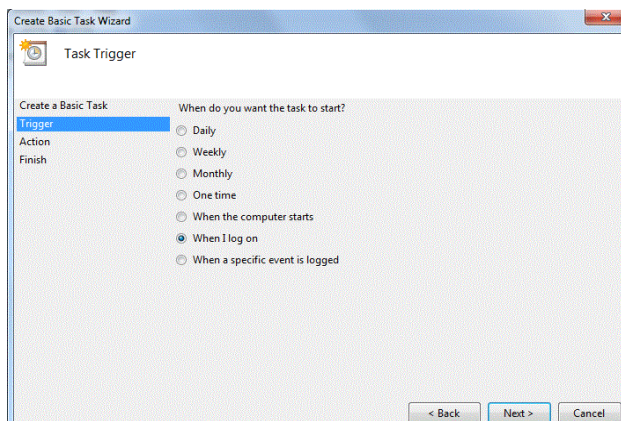 Create Basic Task Wizard
Task Trigger
Create a Basic Task
Trigger
Action
Finish
When do you want the task to start?
Daily
Weekly
Monthly
One time
When the computer starts
When I log on
When a specific event is logged
< Back Next > Cancel